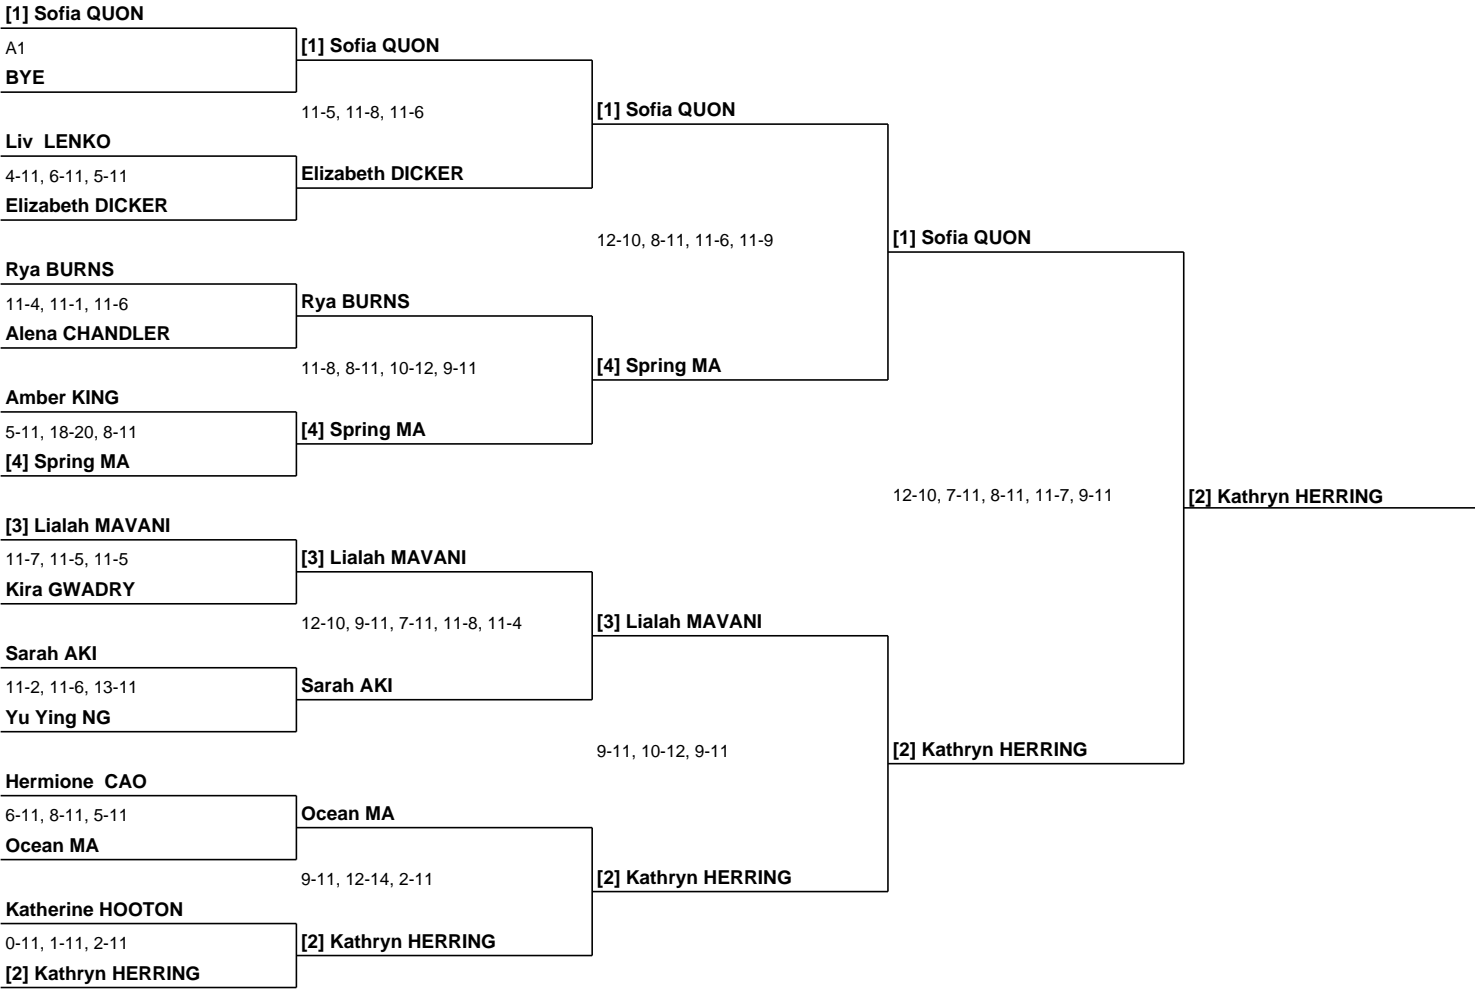 [1] Sofia QUON
A1
BYE
Liv  LENKO
4-11, 6-11, 5-11
Elizabeth DICKER
Rya BURNS
11-4, 11-1, 11-6
Alena CHANDLER
Amber KING
5-11, 18-20, 8-11
[4] Spring MA
[3] Lialah MAVANI
11-7, 11-5, 11-5
Kira GWADRY
Sarah AKI
11-2, 11-6, 13-11
Yu Ying NG
Hermione  CAO
6-11, 8-11, 5-11
Ocean MA
Katherine HOOTON
0-11, 1-11, 2-11
[2] Kathryn HERRING
[1] Sofia QUON
11-5, 11-8, 11-6
Elizabeth DICKER
Rya BURNS
11-8, 8-11, 10-12, 9-11
[4] Spring MA
[3] Lialah MAVANI
12-10, 9-11, 7-11, 11-8, 11-4
Sarah AKI
Ocean MA
9-11, 12-14, 2-11
[2] Kathryn HERRING
[1] Sofia QUON
12-10, 8-11, 11-6, 11-9
[4] Spring MA
[3] Lialah MAVANI
9-11, 10-12, 9-11
[2] Kathryn HERRING
[1] Sofia QUON
12-10, 7-11, 8-11, 11-7, 9-11
[2] Kathryn HERRING
[2] Kathryn HERRING